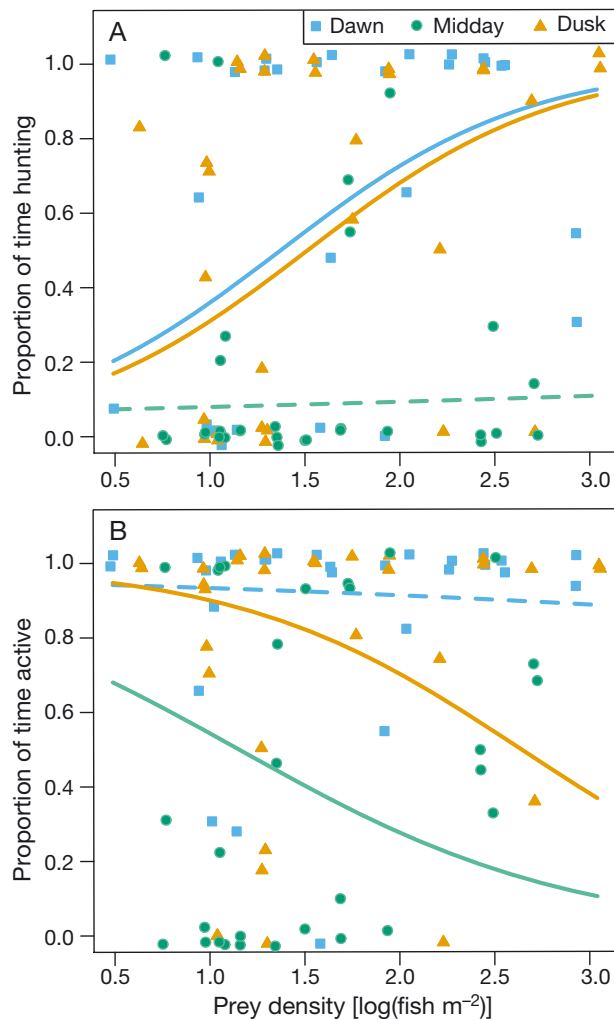 A
Dawn Midday Dusk
1.0
0.8
0.6
0.4
0.2
0.0
Proportion of time hunting
0.5 1.0 1.5 2.0 2.5 3.0
B
1.0
0.8
0.6
0.4
0.2
0.0
Proportion of time active
0.5 1.0 1.5 2.0 2.5 3.0
Prey density [log(fish m⁻²)]